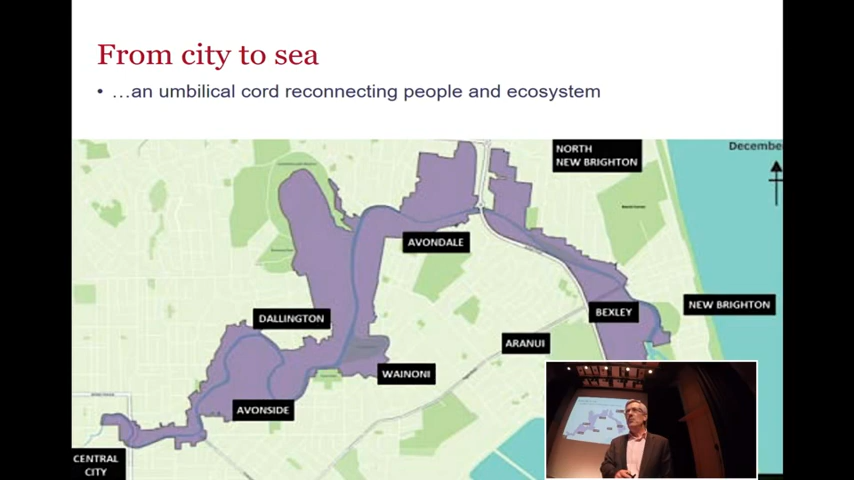 From city to sea
• …an umbilical cord reconnecting people and ecosystem
NORTH
NEW BRIGHTON
December
AVONDALE
DALLINGTON
BEXLEY
NEW BRIGHTON
ARANUI
WAINONI
AVONSIDE
CENTRAL
CITY